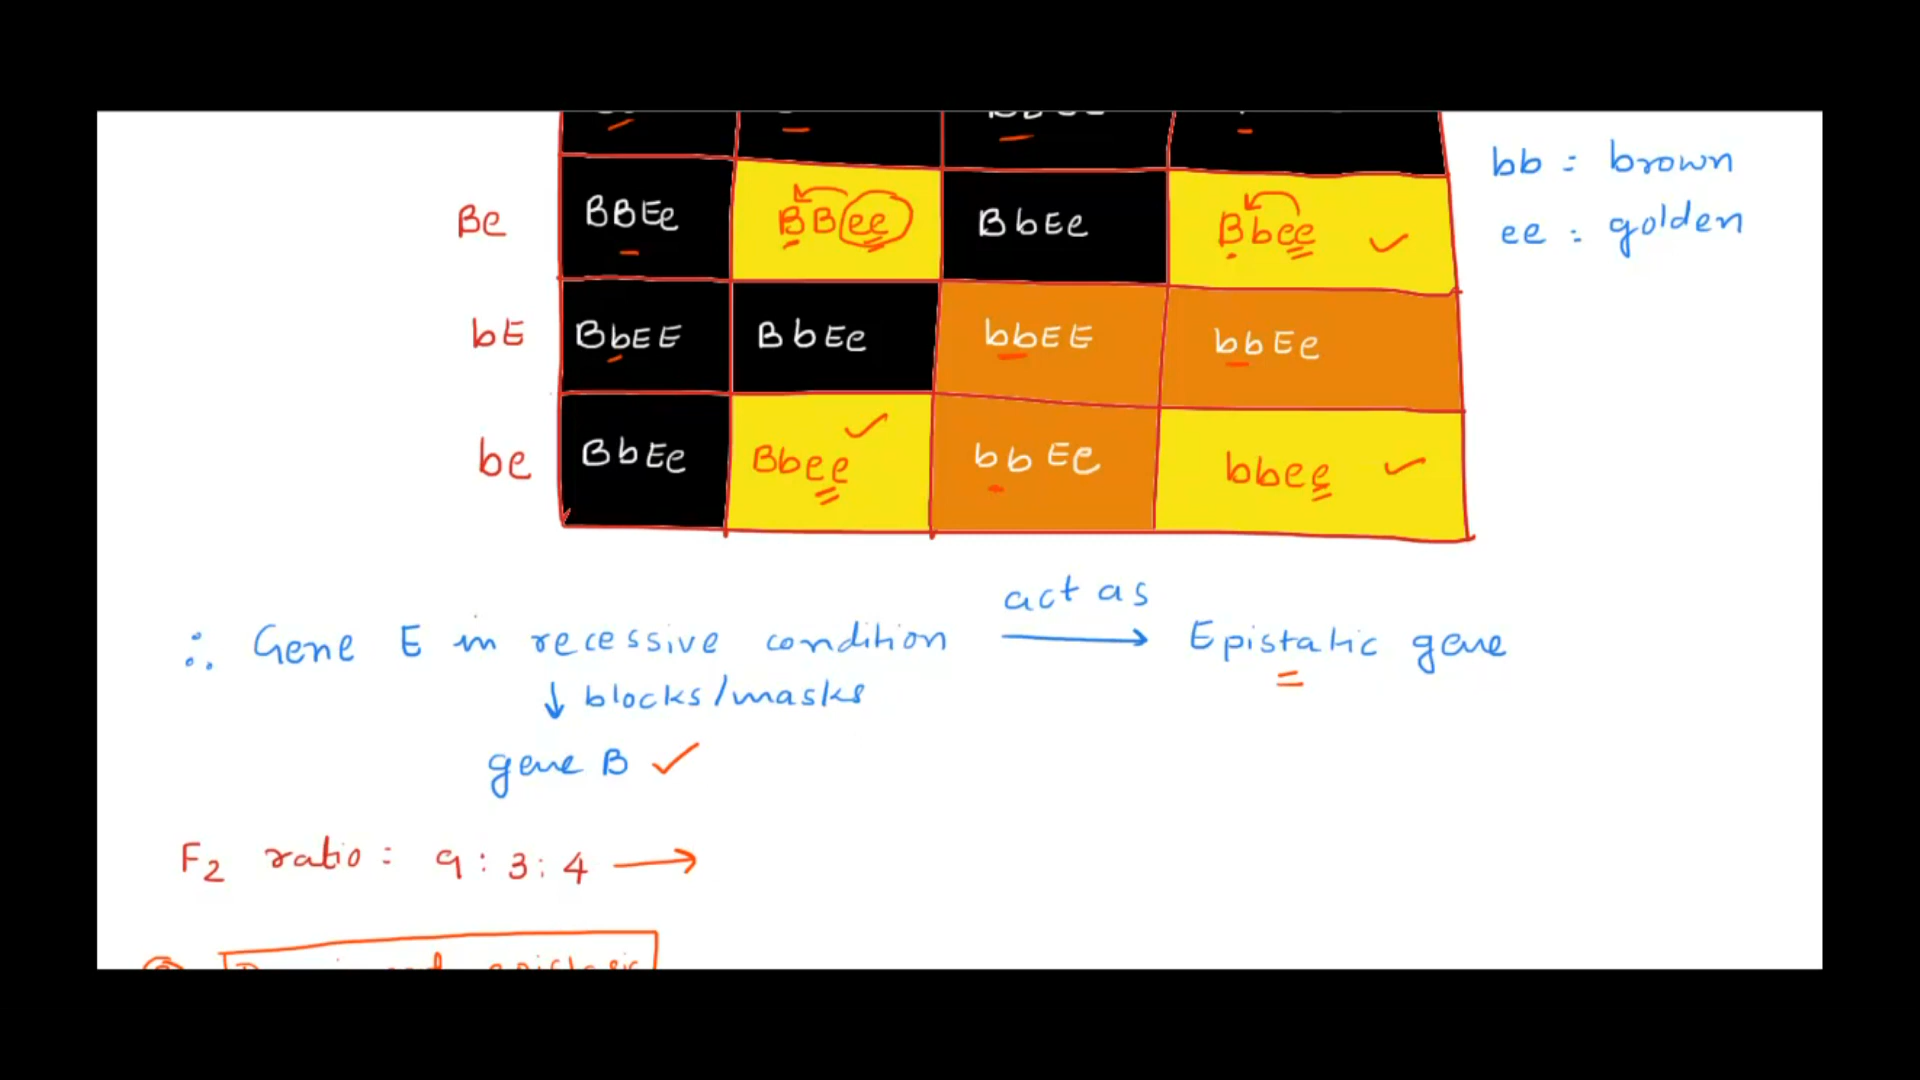 bb = brown
ee = golden
Be BBEe BBee BbEe Bbee
bE BbEE BbEe bbEE bbEe
be BbEe Bbee bbEe bbee
∴ Gene E in recessive condition act as → Epistatic gene
↓ blocks/masks
gene B ✓
F2 ratio: 9:3:4 →